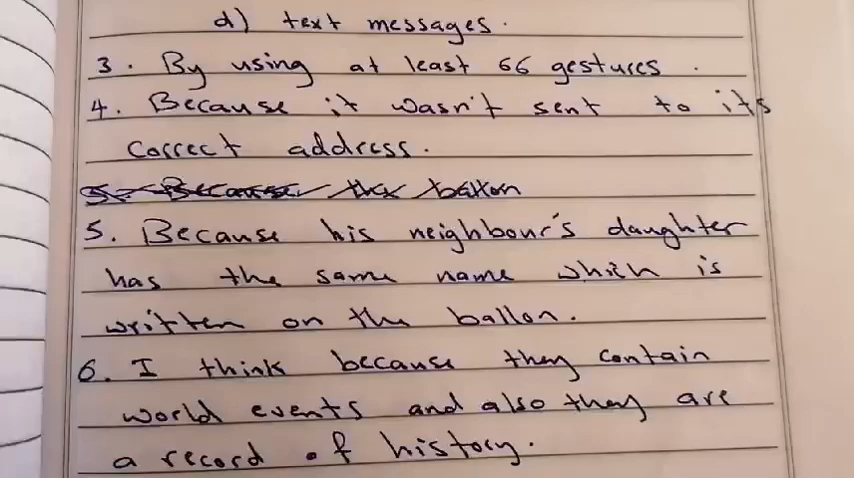 d) text messages.
3. By using at least 66 gestures.
4. Because it wasn't sent to its
correct address.
5. Because the ballon
5. Because his neighbour's daughter
has the same name which is
written on the ballon.
6. I think because they contain
world events and also they are
a record of history.